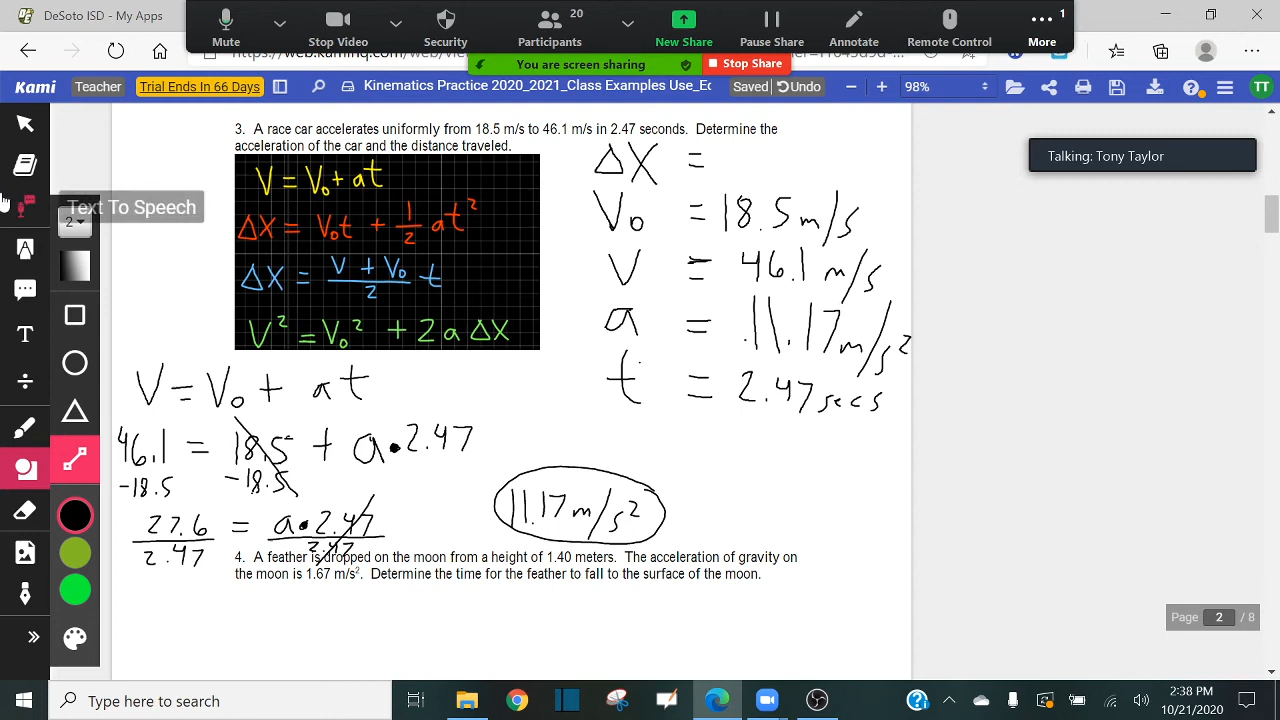 DeSoto ISD - My Apps
Mute
Stop Video
Security
20
Participants
New Share
Pause Share
Annotate
Remote Control
1
More
You are screen sharing
Stop Share
Kami
Teacher
Trial Ends In 66 Days
Kinematics Practice 2020_2021_Class Examples Use_Ec
Saved
Undo
98%
TT
Talking: Tony Taylor
Text To Speech
2
3. A race car accelerates uniformly from 18.5 m/s to 46.1 m/s in 2.47 seconds. Determine the
acceleration of the car and the distance traveled.
V = V₀ + at
ΔX = V₀t + 1/2 at²
ΔX = (V + V₀)/2 t
V² = V₀² + 2aΔX
ΔX =
V₀ = 18.5 m/s
V = 46.1 m/s
a = 11.17 m/s²
t = 2.47 secs
V = V₀ + at
46.1 = 18.5 + a • 2.47
-18.5 -18.5
27.6 = a • 2.47
2.47 2.47
11.17 m/s²
4. A feather is dropped on the moon from a height of 1.40 meters. The acceleration of gravity on
the moon is 1.67 m/s². Determine the time for the feather to fall to the surface of the moon.
Page 2 / 8
Type here to search
2:38 PM
10/21/2020